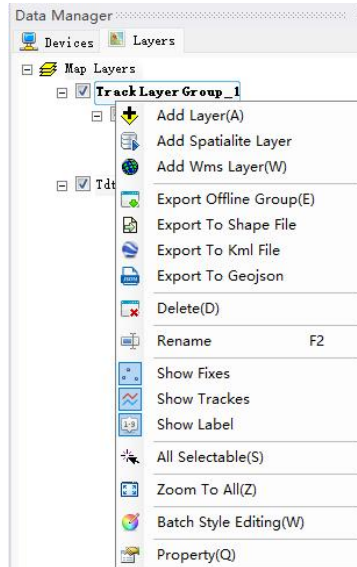 Data Manager
Devices Layers
Map Layers
TrackLayerGroup_1
Add Layer(A)
Add Spatialite Layer
Add Wms Layer(W)
Tdt
Export Offline Group(E)
Export To Shape File
Export To Kml File
Export To Geojson
Delete(D)
Rename F2
Show Fixes
Show Trackes
Show Label
All Selectable(S)
Zoom To All(Z)
Batch Style Editing(W)
Property(Q)